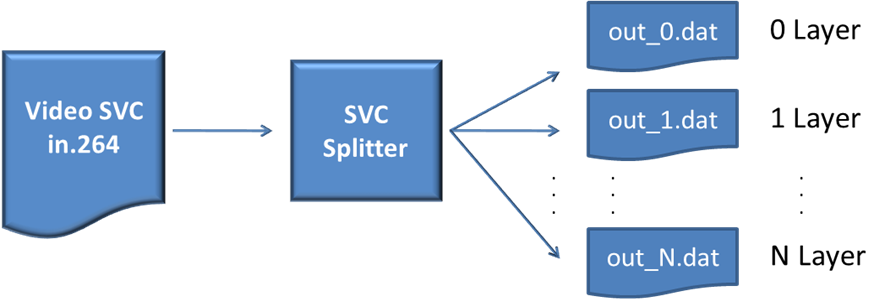 Video SVC
in.264
SVC
Splitter
out_0.dat 0 Layer
out_1.dat 1 Layer
out_N.dat N Layer